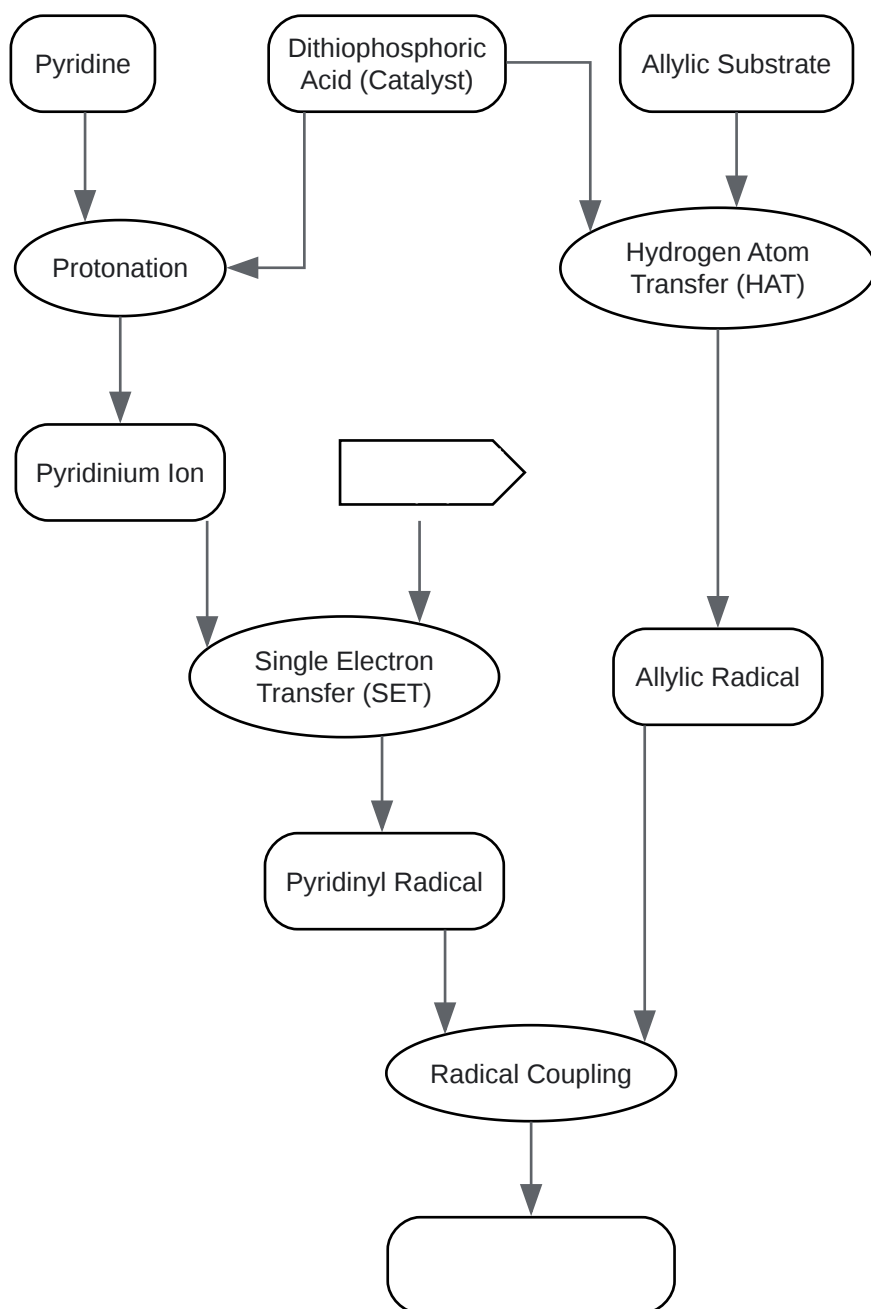 Pyridine
Dithiophosphoric
Acid (Catalyst)
Allylic Substrate
Protonation
Hydrogen Atom
Transfer (HAT)
Pyridinium Ion
Single Electron
Transfer (SET)
Allylic Radical
Pyridinyl Radical
Radical Coupling